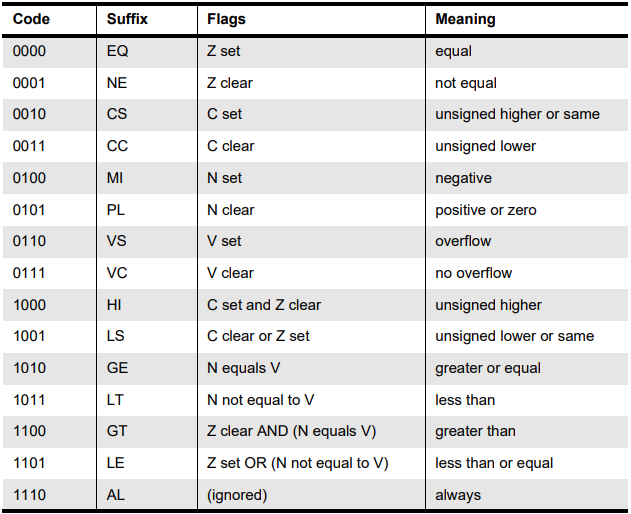 Code Suffix Flags Meaning
0000 EQ Z set equal
0001 NE Z clear not equal
0010 CS C set unsigned higher or same
0011 CC C clear unsigned lower
0100 MI N set negative
0101 PL N clear positive or zero
0110 VS V set overflow
0111 VC V clear no overflow
1000 HI C set and Z clear unsigned higher
1001 LS C clear or Z set unsigned lower or same
1010 GE N equals V greater or equal
1011 LT N not equal to V less than
1100 GT Z clear AND (N equals V) greater than
1101 LE Z set OR (N not equal to V) less than or equal
1110 AL (ignored) always